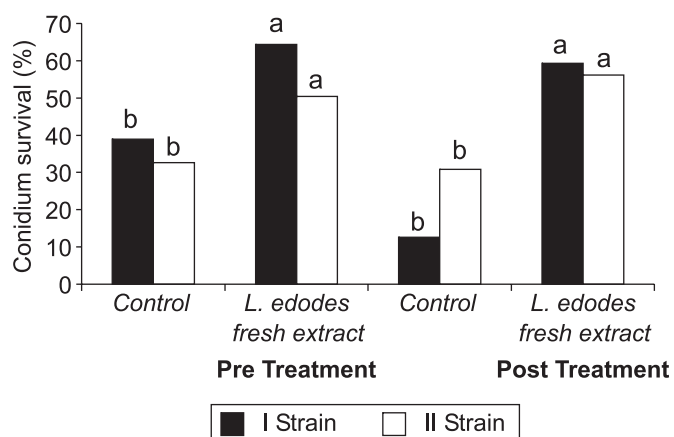 Conidium survival (%)
70
60
50
40
30
20
10
0
b
b
a
a
b
b
a
a
Control
L. edodes
fresh extract
Control
L. edodes
fresh extract
Pre Treatment
Post Treatment
I Strain
II Strain